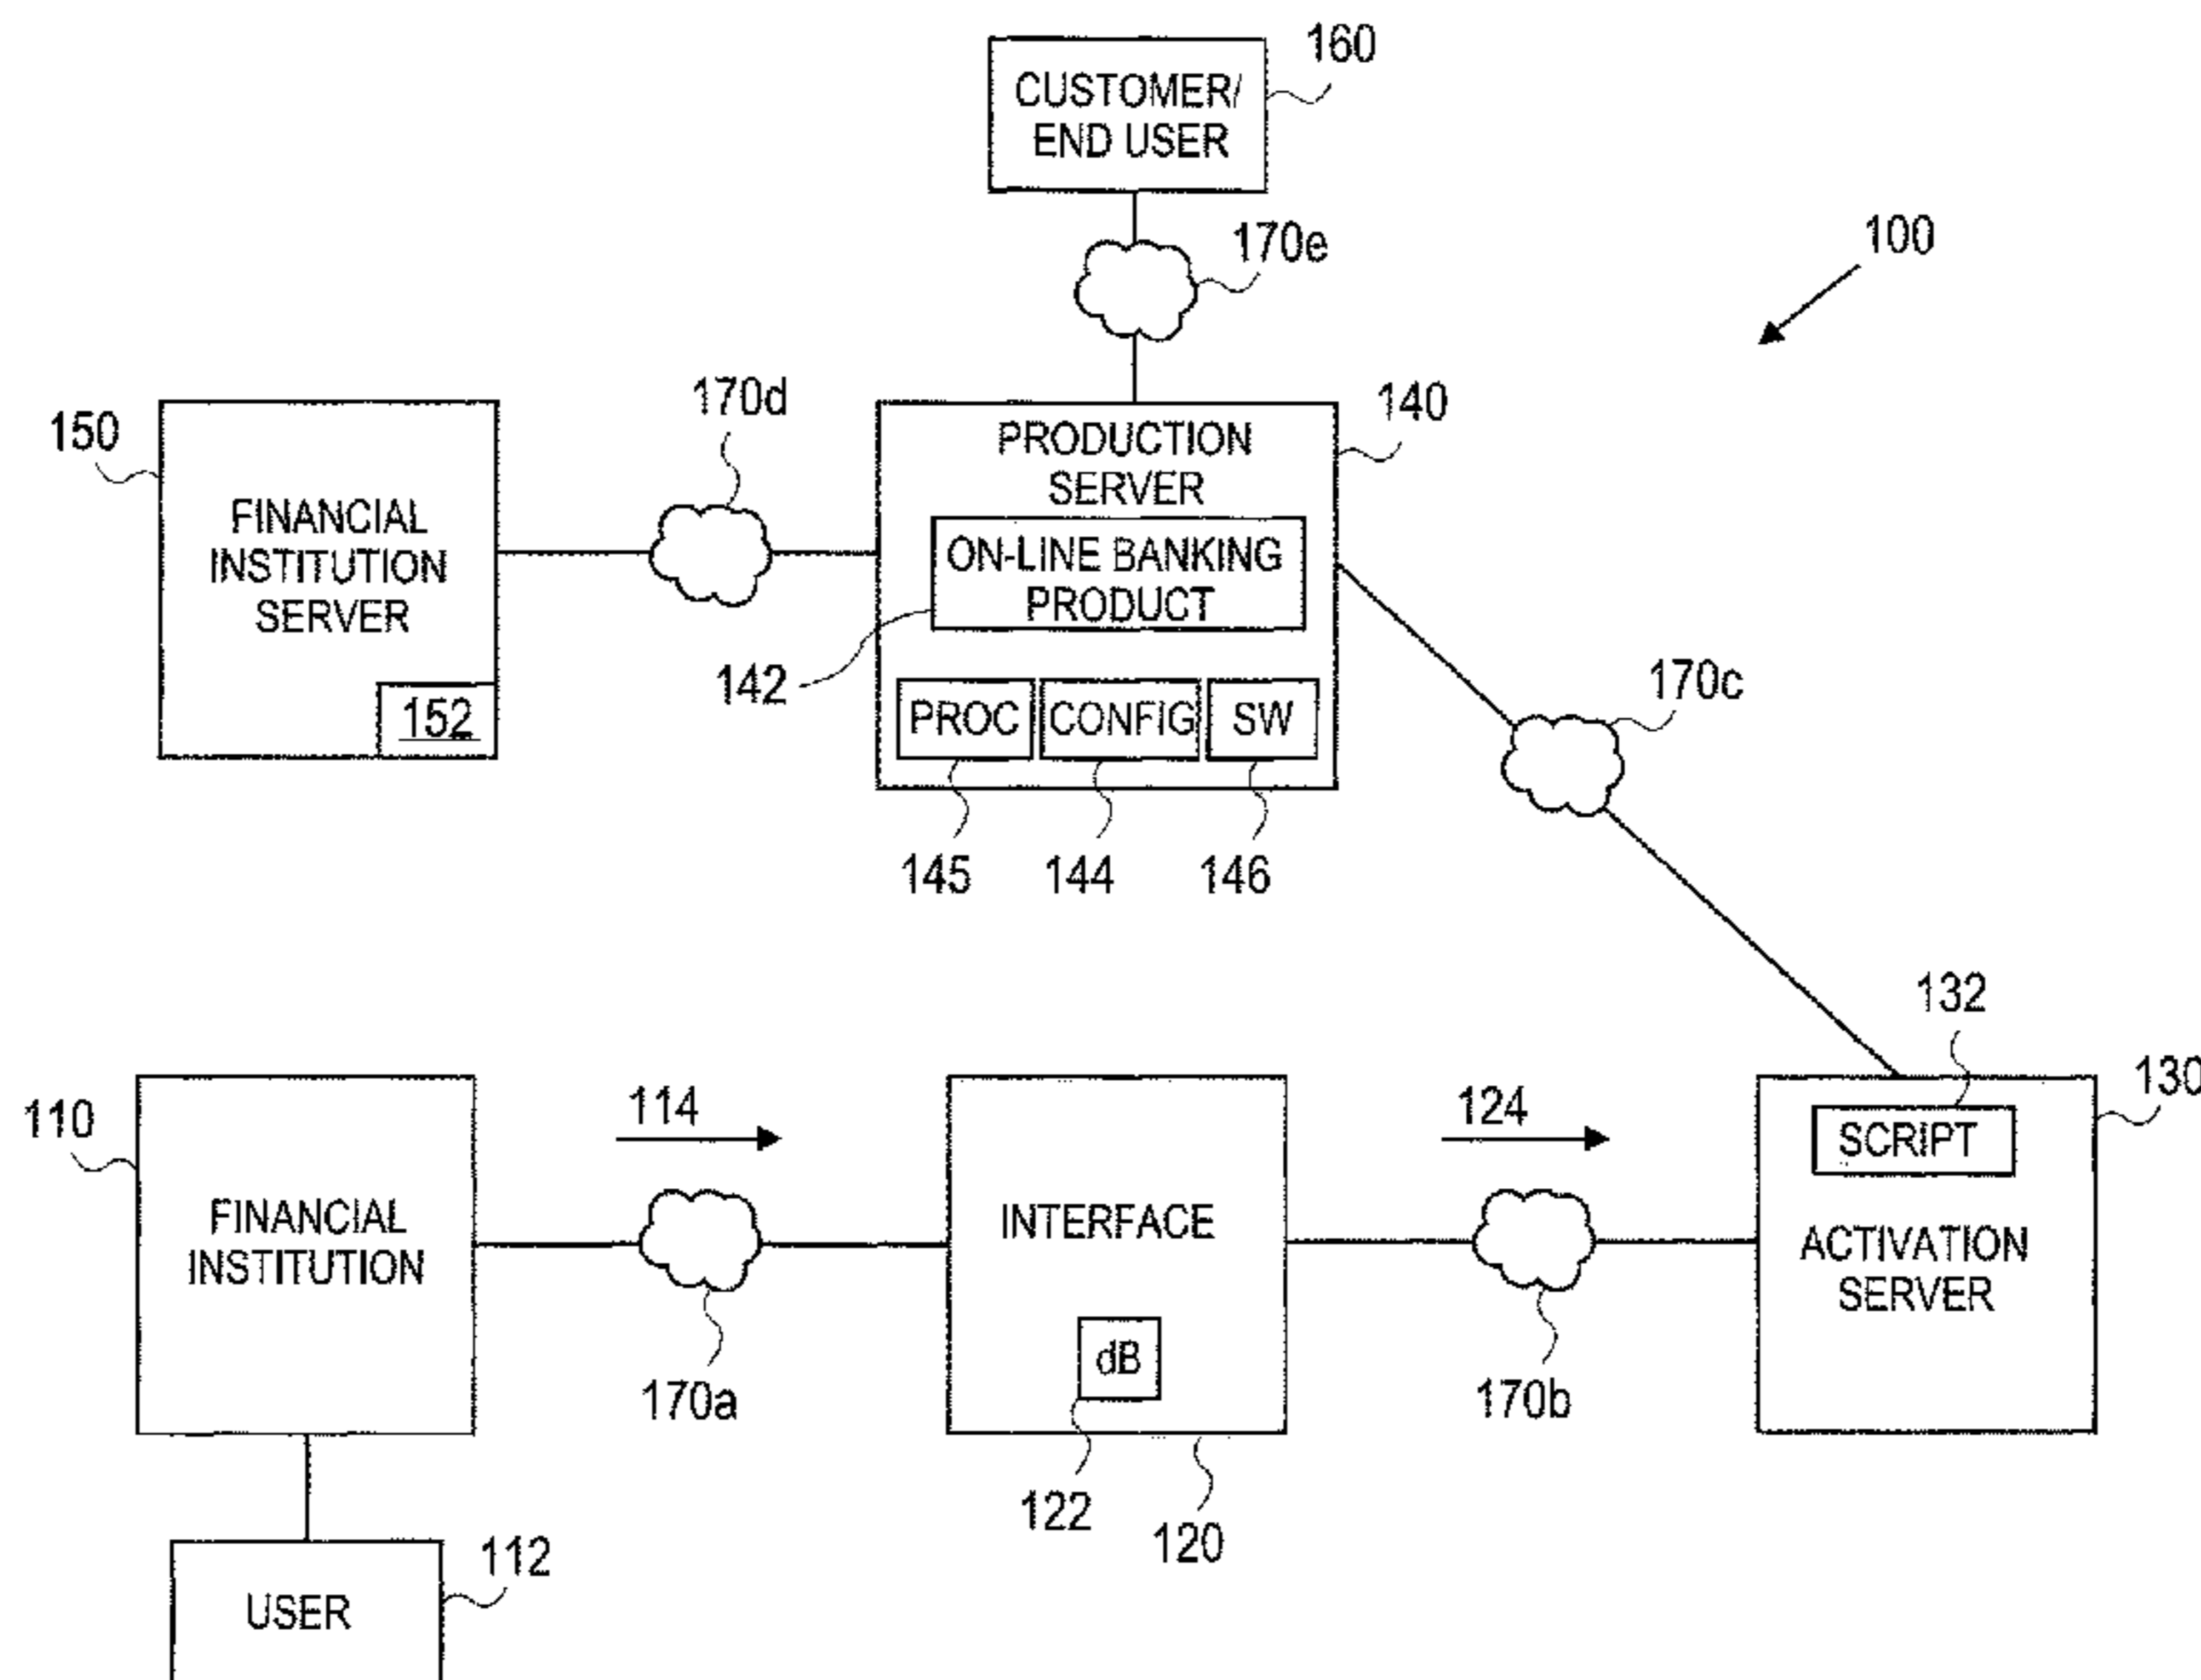 160
CUSTOMER/
END USER
170e
100
170d
140
150
PRODUCTION
SERVER
FINANCIAL
INSTITUTION
SERVER
ON-LINE BANKING
PRODUCT
142
170c
152
PROC
CONFIG
SW
145
144
146
132
130
110
114
124
SCRIPT
FINANCIAL
INSTITUTION
INTERFACE
ACTIVATION
SERVER
dB
170a
170b
122
120
112
USER